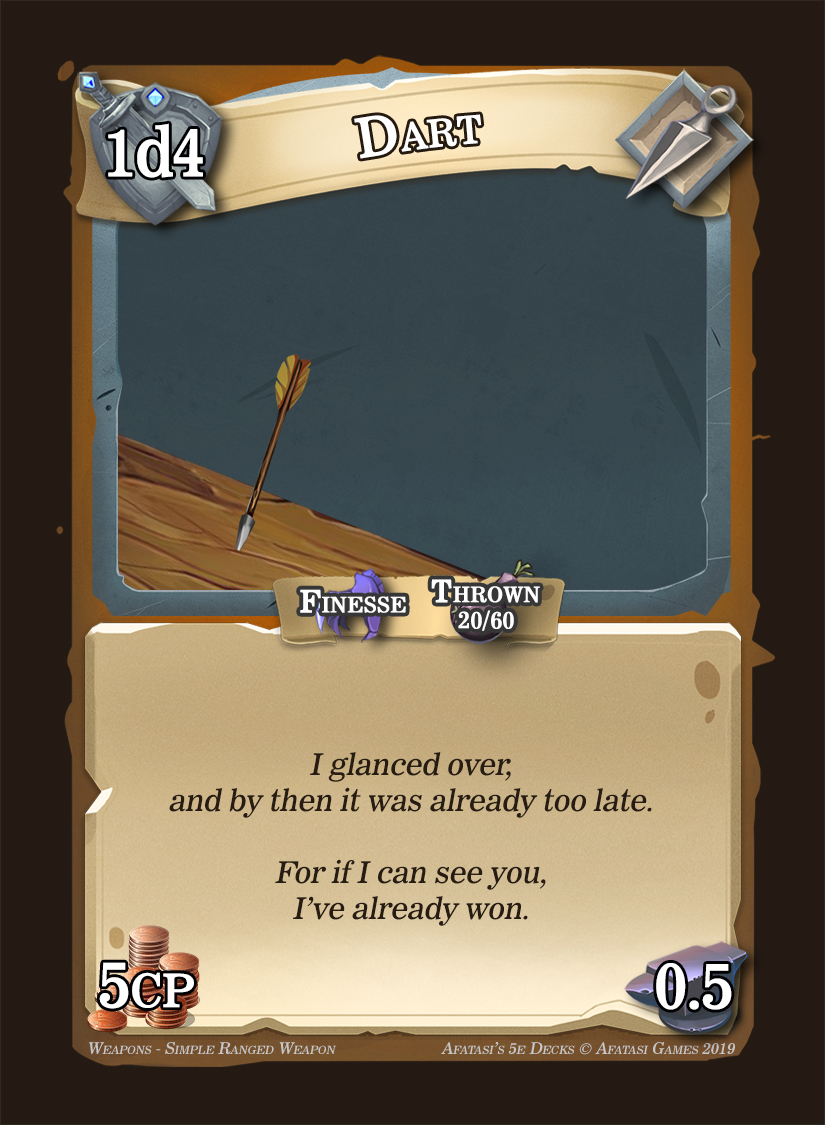 1d4
Dart
Finesse
Thrown
20/60
I glanced over,
and by then it was already too late.
For if I can see you,
I've already won.
5CP
0.5
Weapons - Simple Ranged Weapon
Afatasi's 5e Decks © Afatasi Games 2019